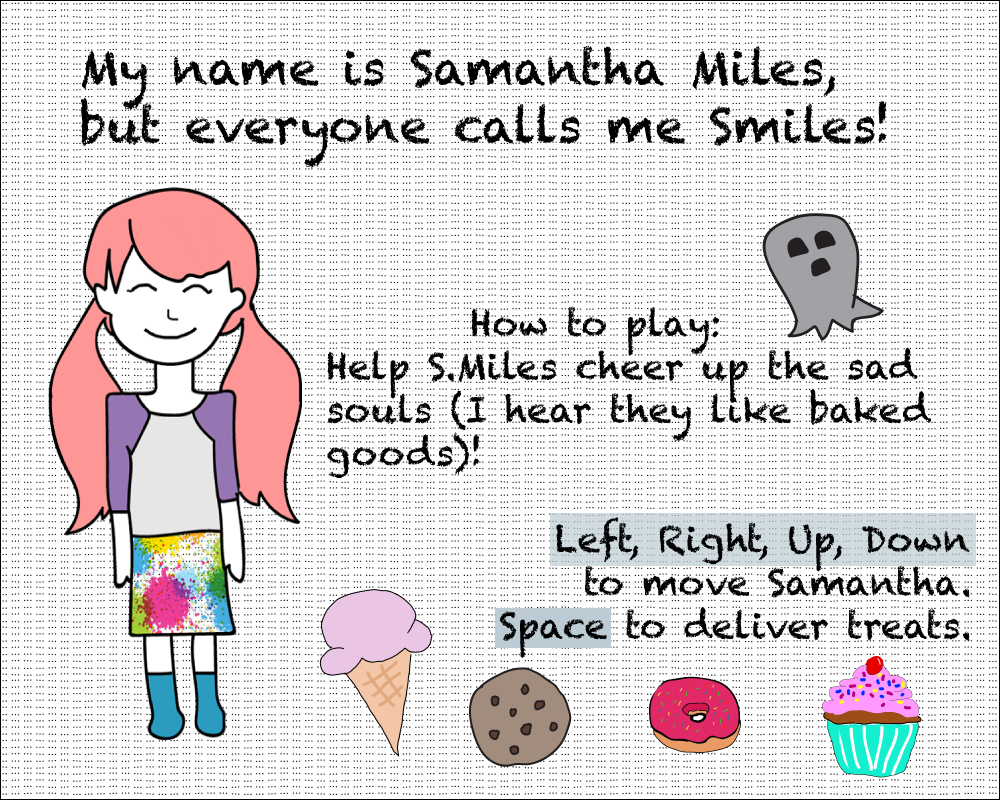 My name is Samantha Miles,
but everyone calls me Smiles!
How to play:
Help S.Miles cheer up the sad
souls (I hear they like baked
goods)!
Left, Right, Up, Down
to move Samantha.
Space to deliver treats.